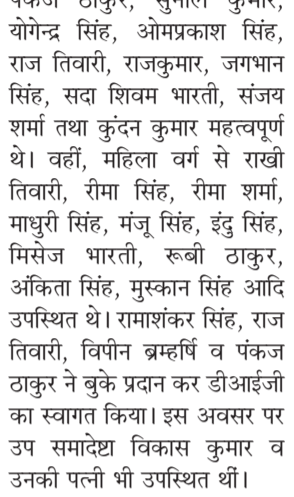 पंकज ठाकुर, सुनील कुमार,
योगेन्द्र सिंह, ओमप्रकाश सिंह,
राज तिवारी, राजकुमार, जगभान
सिंह, सदा शिवम भारती, संजय
शर्मा तथा कुंदन कुमार महत्वपूर्ण
थे। वहीं, महिला वर्ग से राखी
तिवारी, रीमा सिंह, रीमा शर्मा,
माधुरी सिंह, मंजू सिंह, इंदु सिंह,
मिसेज भारती, रूबी ठाकुर,
अंकिता सिंह, मुस्कान सिंह आदि
उपस्थित थे। रामाशंकर सिंह, राज
तिवारी, विपीन ब्रम्हर्षि व पंकज
ठाकुर ने बुके प्रदान कर डीआईजी
का स्वागत किया। इस अवसर पर
उप समादेष्टा विकास कुमार व
उनकी पत्नी भी उपस्थित थीं।